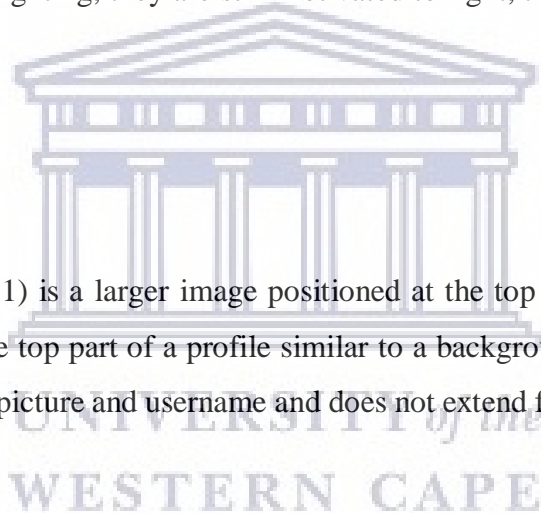 1) is a larger image positioned at the top
e top part of a profile similar to a backgro
picture and username and does not extend f
UNIVERSITY of the
WESTERN CAPE